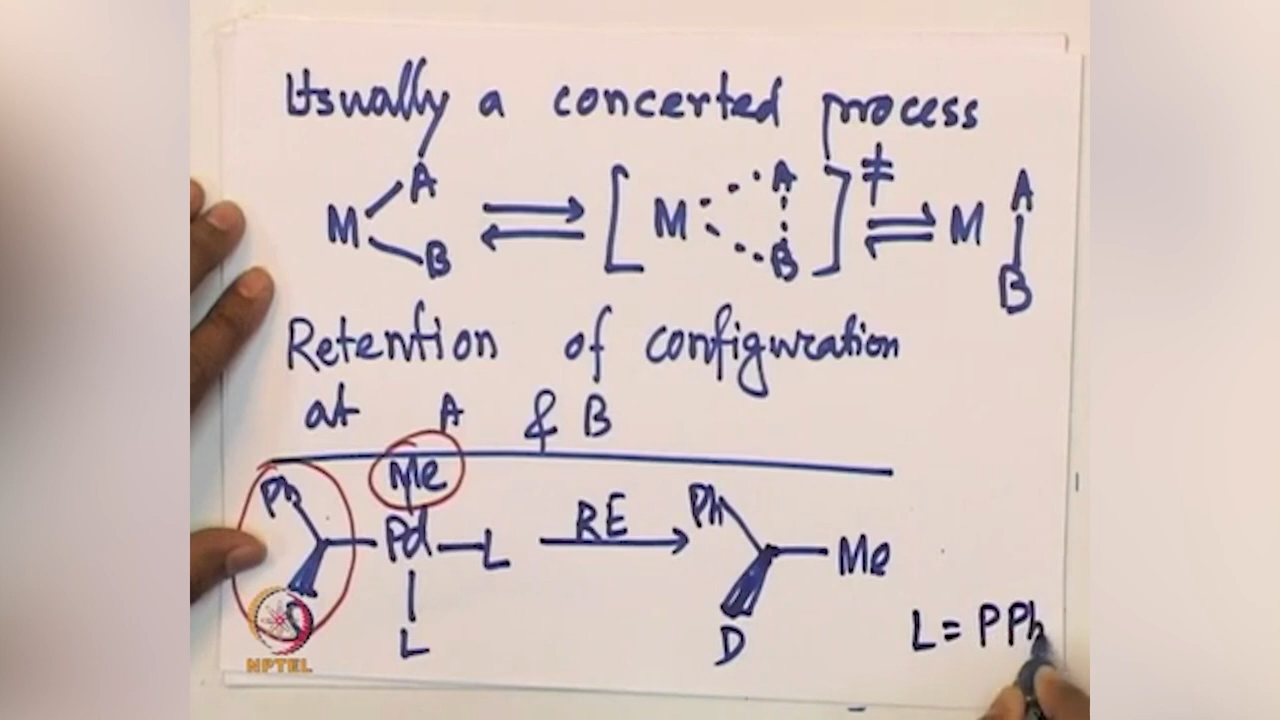 Usually a concerted process
M A B ⇌ [ M A B ]‡ ⇌ M A B
Retention of configuration
at A & B
Ph Me Pd L L RE → Ph Me D
L = PPh
NPTEL